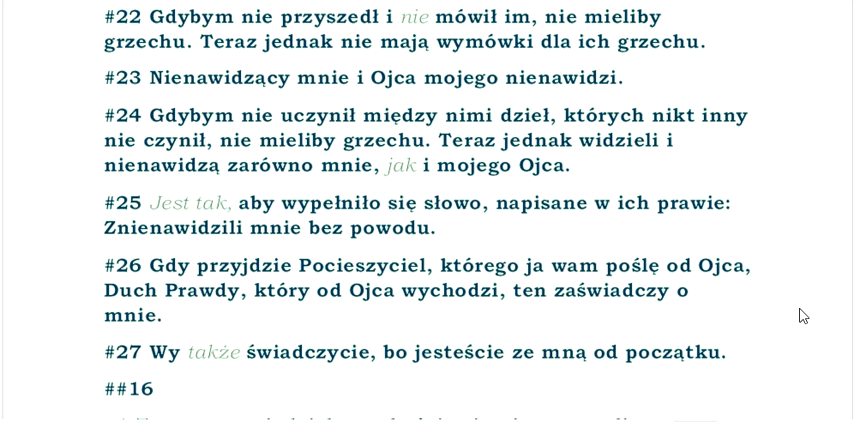 #22 Gdybym nie przyszedł i nie mówił im, nie mieliby
grzechu. Teraz jednak nie mają wymówki dla ich grzechu.
#23 Nienawidzący mnie i Ojca mojego nienawidzi.
#24 Gdybym nie uczynił między nimi dzieł, których nikt inny
nie czynił, nie mieliby grzechu. Teraz jednak widzieli i
nienawidzą zarówno mnie, jak i mojego Ojca.
#25 Jest tak, aby wypełniło się słowo, napisane w ich prawie:
Znienawidzili mnie bez powodu.
#26 Gdy przyjdzie Pocieszyciel, którego ja wam poślę od Ojca,
Duch Prawdy, który od Ojca wychodzi, ten zaświadczy o
mnie.
#27 Wy także świadczycie, bo jesteście ze mną od początku.
##16